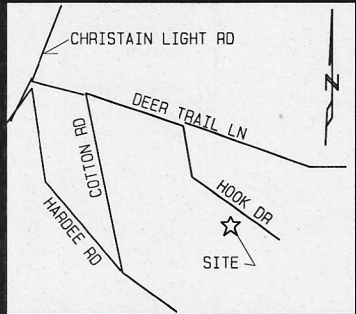 CHRISTAIN LIGHT RD
N
DEER TRAIL LN
COTTON RD
HOOK DR
HARDEE RD
SITE